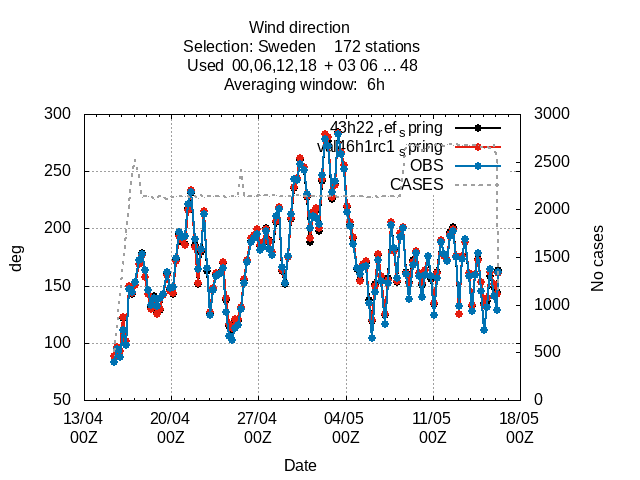 Wind direction
Selection: Sweden 172 stations
Used 00,06,12,18 + 03 06 ... 48
Averaging window: 6h
300 3000
43h22_ref_spring
val46h1rc1_spring
OBS
CASES
250 2500
200 2000
150 1500
100 1000
500
50 0
deg
No cases
13/04 20/04 27/04 04/05 11/05 18/05
00Z 00Z 00Z 00Z 00Z 00Z
Date